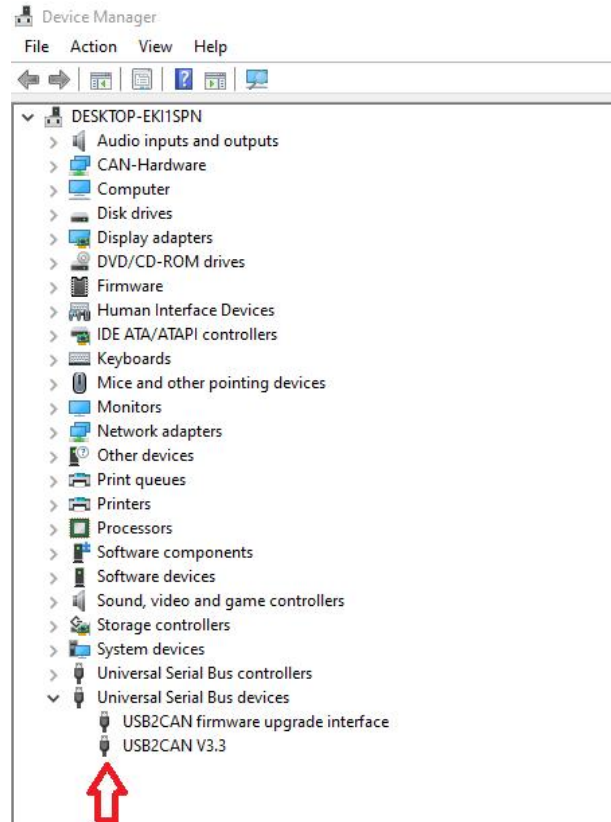 Device Manager
File Action View Help
DESKTOP-EKI1SPN
Audio inputs and outputs
CAN-Hardware
Computer
Disk drives
Display adapters
DVD/CD-ROM drives
Firmware
Human Interface Devices
IDE ATA/ATAPI controllers
Keyboards
Mice and other pointing devices
Monitors
Network adapters
Other devices
Print queues
Printers
Processors
Software components
Software devices
Sound, video and game controllers
Storage controllers
System devices
Universal Serial Bus controllers
Universal Serial Bus devices
USB2CAN firmware upgrade interface
USB2CAN V3.3